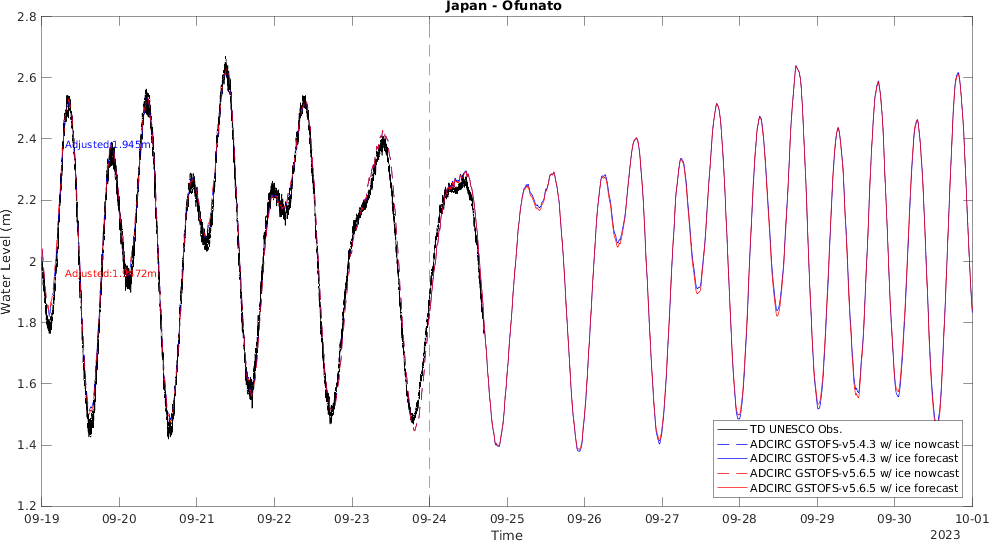 Japan - Ofunato
2.8
2.6
2.4
2.2
2
1.8
1.6
1.4
1.2
Water Level (m)
Adjusted:1.945m
TD UNESCO Obs.
ADCIRC GSTOFS-v5.4.3 w/ ice nowcast
ADCIRC GSTOFS-v5.4.3 w/ ice forecast
ADCIRC GSTOFS-v5.6.5 w/ ice nowcast
ADCIRC GSTOFS-v5.6.5 w/ ice forecast
09-19 09-20 09-21 09-22 09-23 09-24 09-25 09-26 09-27 09-28 09-29 09-30 10-01
Time
2023